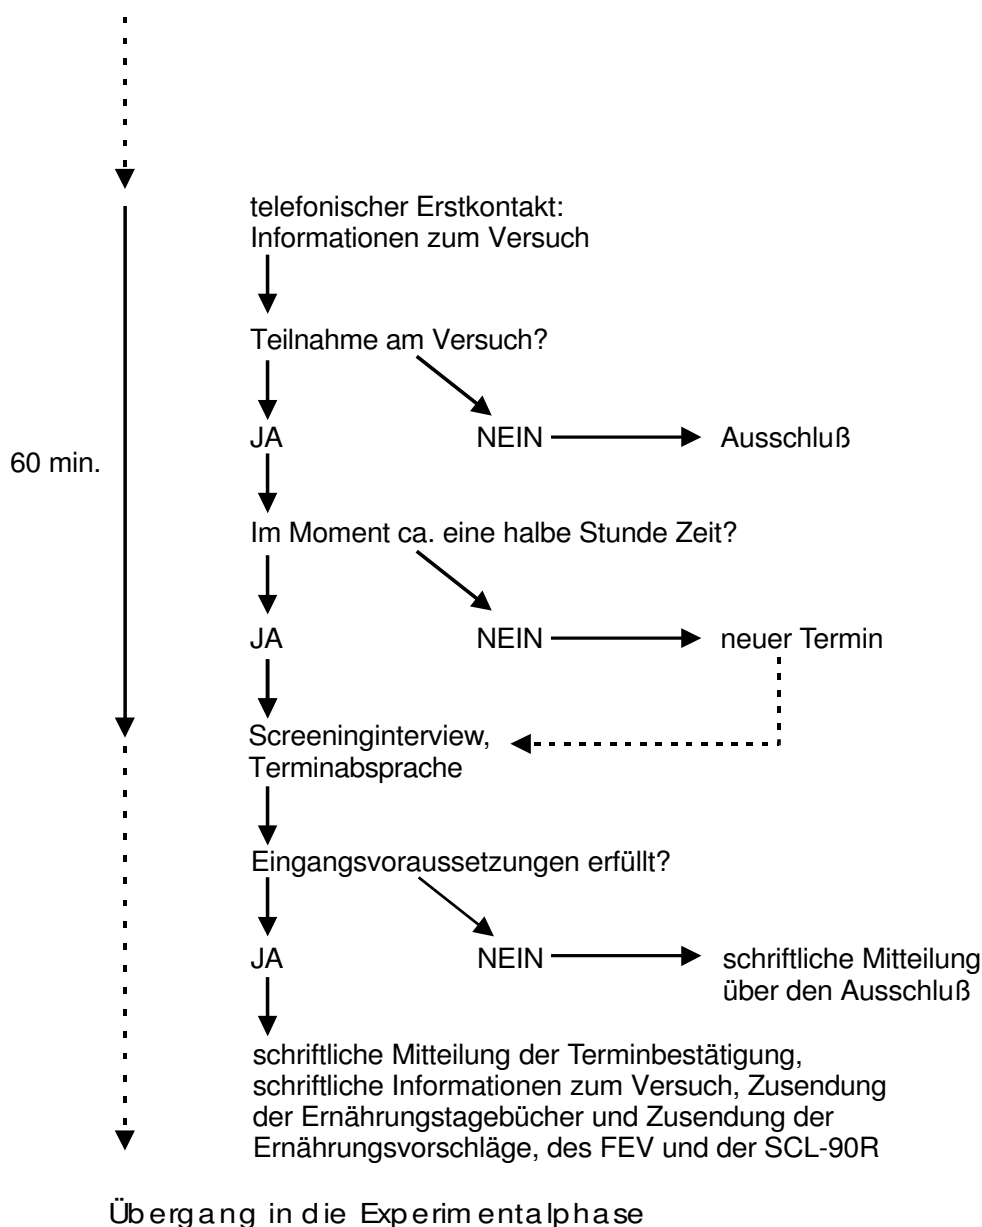 telefonischer Erstkontakt:
Informationen zum Versuch
Teilnahme am Versuch?
JA
NEIN
Ausschluß
60 min.
Im Moment ca. eine halbe Stunde Zeit?
JA
NEIN
neuer Termin
Screeninginterview,
Terminabsprache
Eingangsvoraussetzungen erfüllt?
JA
NEIN
schriftliche Mitteilung
über den Ausschluß
schriftliche Mitteilung der Terminbestätigung,
schriftliche Informationen zum Versuch, Zusendung
der Ernährungstagebücher und Zusendung der
Ernährungsvorschläge, des FEV und der SCL-90R
Übergang in die Experimentalphase